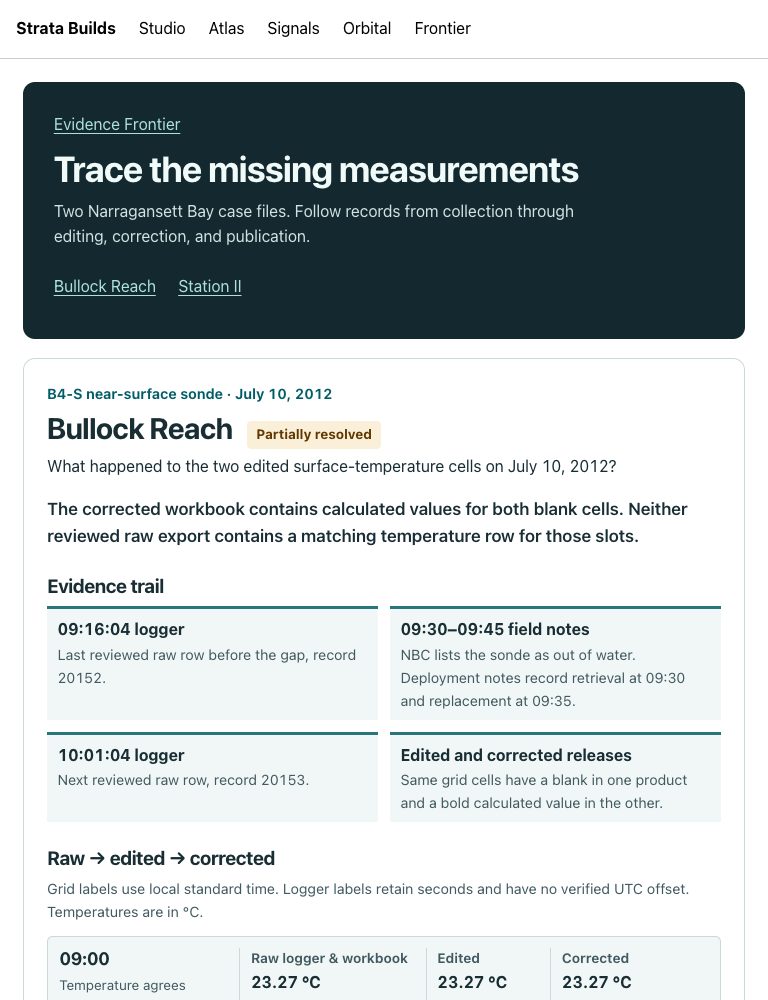 Strata Builds Studio Atlas Signals Orbital Frontier
Evidence Frontier
Trace the missing measurements
Two Narragansett Bay case files. Follow records from collection through
editing, correction, and publication.
Bullock Reach Station II
B4-S near-surface sonde · July 10, 2012
Bullock Reach Partially resolved
What happened to the two edited surface-temperature cells on July 10, 2012?
The corrected workbook contains calculated values for both blank cells. Neither
reviewed raw export contains a matching temperature row for those slots.
Evidence trail
09:16:04 logger
Last reviewed raw row before the gap, record
20152.
09:30–09:45 field notes
NBC lists the sonde as out of water.
Deployment notes record retrieval at 09:30
and replacement at 09:35.
10:01:04 logger
Next reviewed raw row, record 20153.
Edited and corrected releases
Same grid cells have a blank in one product
and a bold calculated value in the other.
Raw → edited → corrected
Grid labels use local standard time. Logger labels retain seconds and have no verified UTC offset.
Temperatures are in °C.
09:00
Temperature agrees
Raw logger & workbook
23.27 °C
Edited
23.27 °C
Corrected
23.27 °C